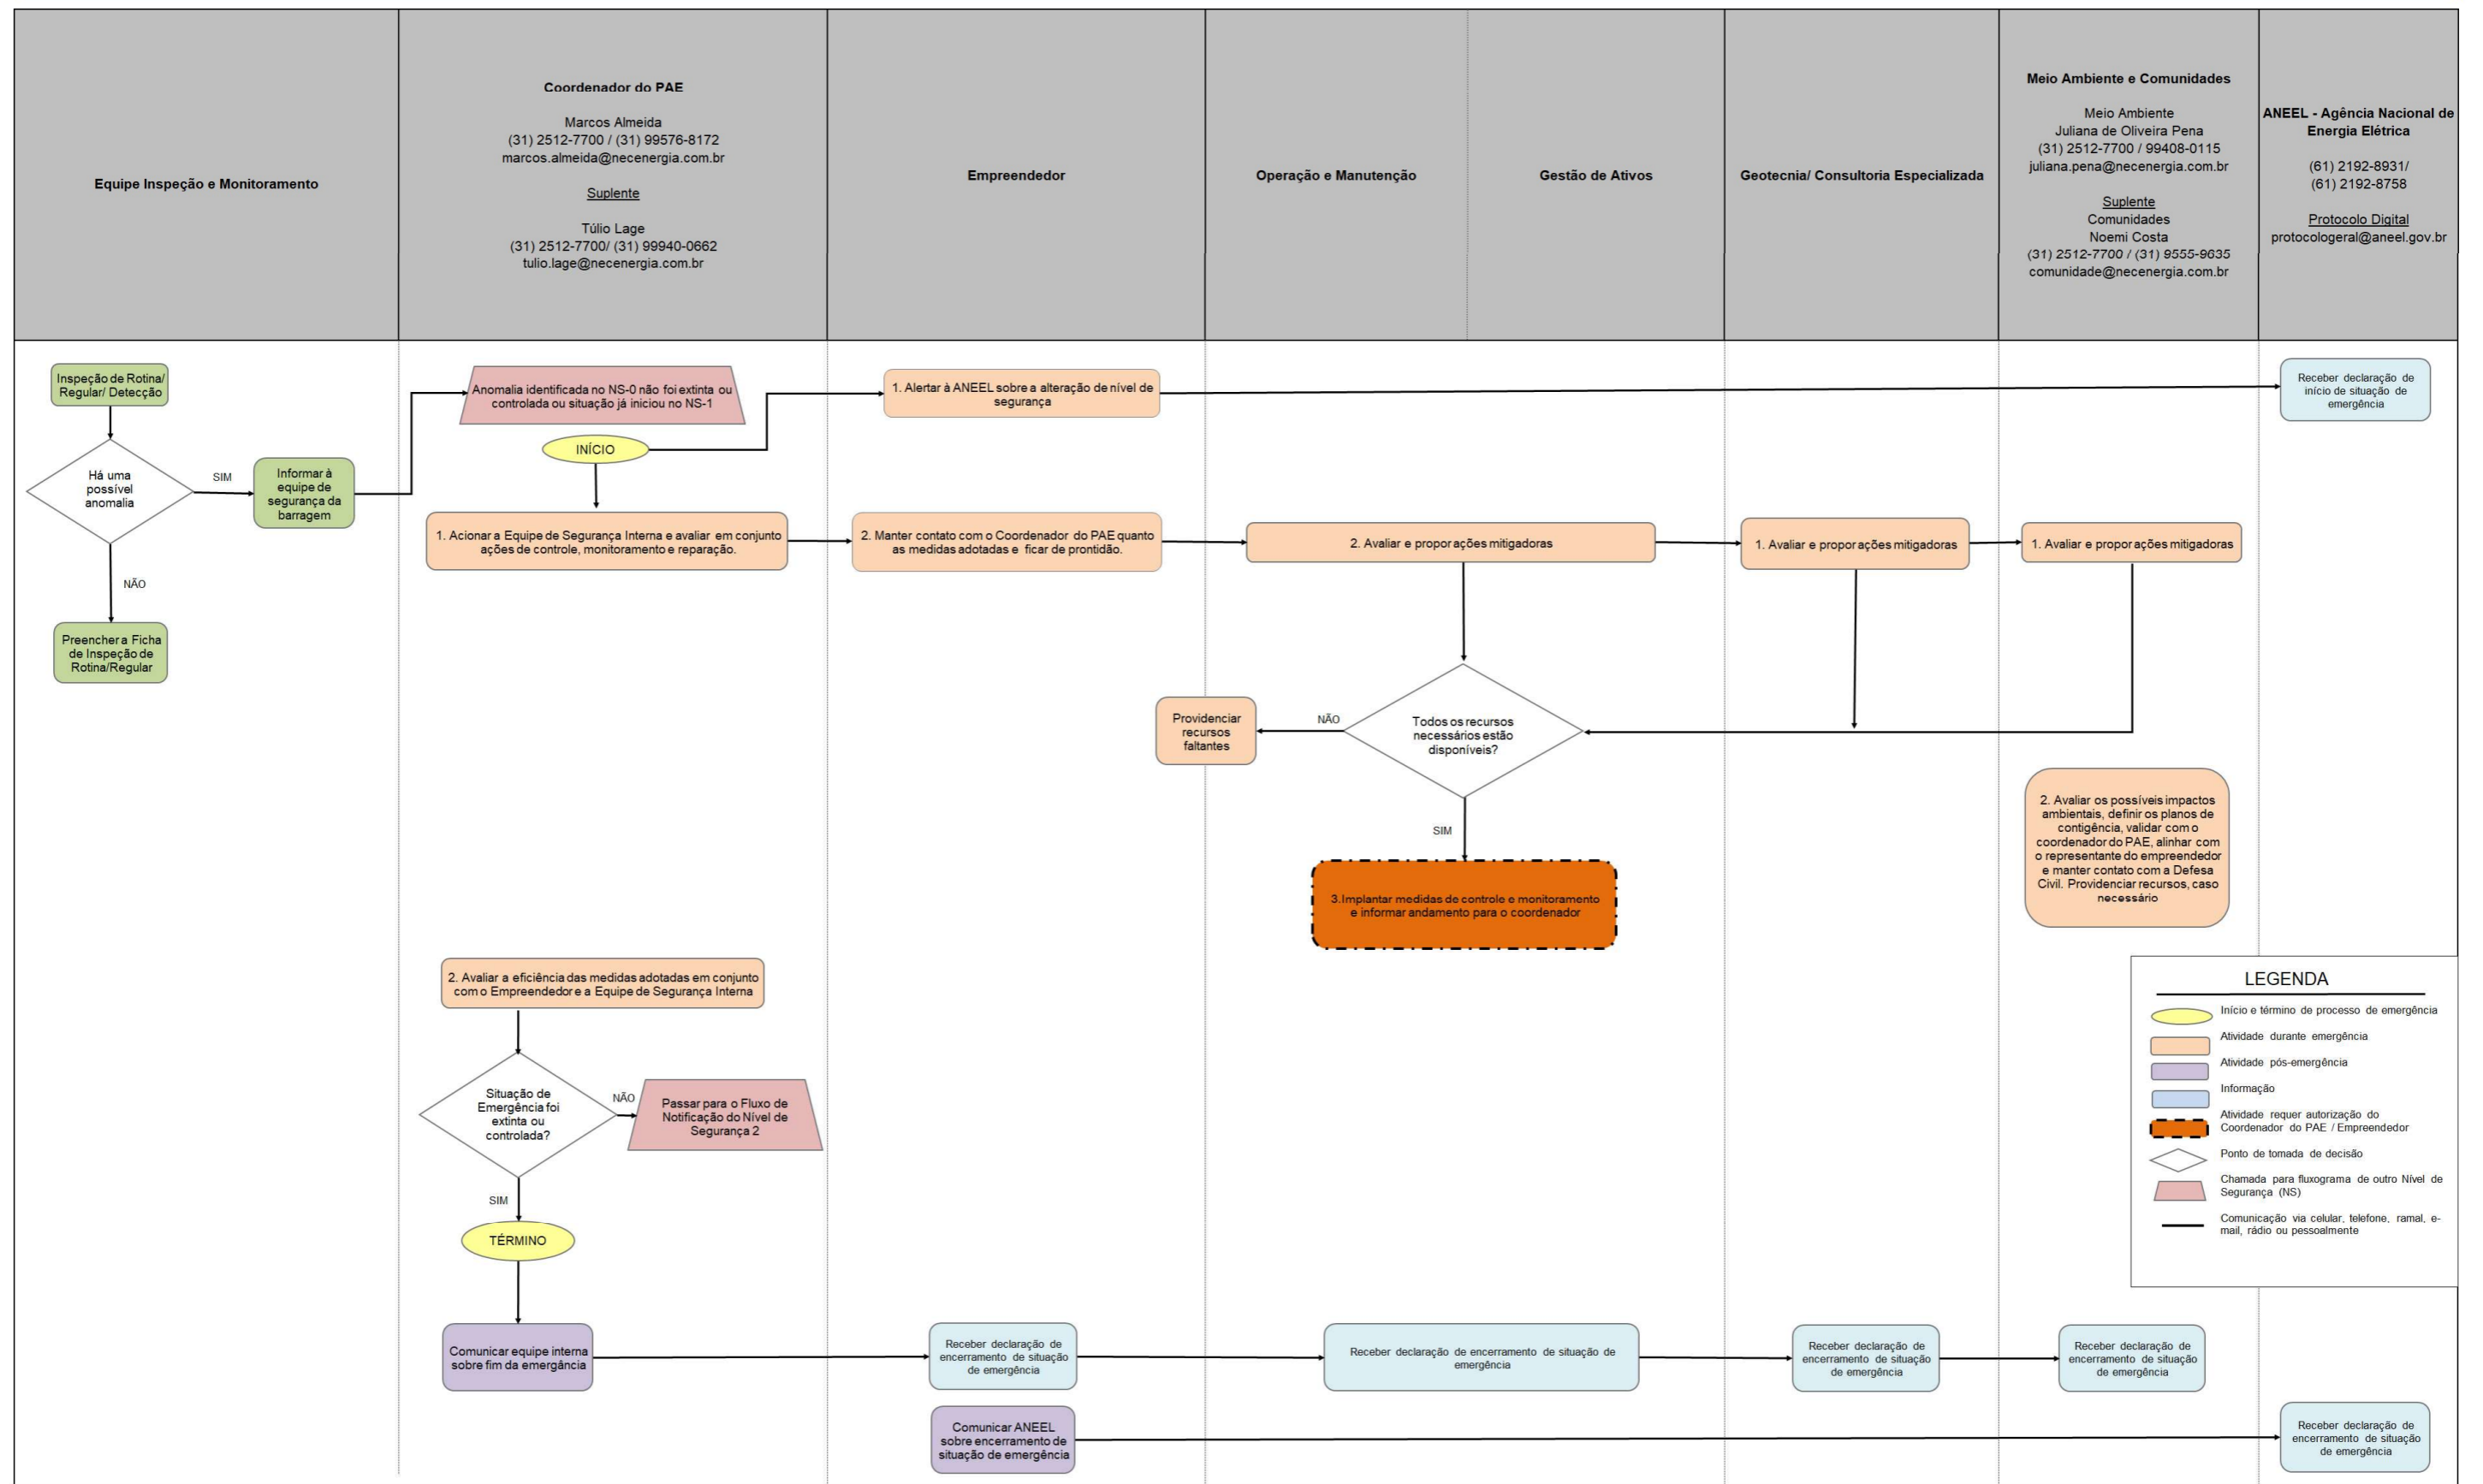 Equipe Inspeção e Monitoramento
Coordenador do PAE
Marcos Almeida
(31) 2512-7700 / (31) 99576-8172
marcos.almeida@necenergia.com.br
Suplente
Túlio Lage
(31) 2512-7700/ (31) 99940-0662
tulio.lage@necenergia.com.br
Empreendedor
Operação e Manutenção
Gestão de Ativos
Geotecnia/ Consultoria Especializada
Meio Ambiente e Comunidades
Meio Ambiente
Juliana de Oliveira Pena
(31) 2512-7700 / 99408-0115
juliana.pena@necenergia.com.br
Suplente
Comunidades
Noemi Costa
(31) 2512-7700 / (31) 9555-9635
comunidade@necenergia.com.br
ANEEL - Agência Nacional de
Energia Elétrica
(61) 2192-8931/
(61) 2192-8758
Protocolo Digital
protocologeral@aneel.gov.br
Inspeção de Rotina/
Regular/ Detecção
Anomalia identificada no NS-0 não foi extinta ou
controlada ou situação já iniciou no NS-1
1. Alertar à ANEEL sobre a alteração de nível de
segurança
Receber declaração de
início de situação de
emergência
INÍCIO
Há uma
possível
anomalia
SIM
Informar à
equipe de
segurança da
barragem
1. Acionar a Equipe de Segurança Interna e avaliar em conjunto
ações de controle, monitoramento e reparação.
2. Manter contato com o Coordenador do PAE quanto
as medidas adotadas e ficar de prontidão.
2. Avaliar e propor ações mitigadoras
1. Avaliar e propor ações mitigadoras
1. Avaliar e propor ações mitigadoras
NÃO
Preencher a Ficha
de Inspeção de
Rotina/Regular
Providenciar
recursos
faltantes
NÃO
Todos os recursos
necessários estão
disponíveis?
SIM
2. Avaliar os possíveis impactos
ambientais, definir os planos de
contigência, validar com o
coordenador do PAE, alinhar com
o representante do empreendedor
e manter contato com a Defesa
Civil. Providenciar recursos, caso
necessário
3.Implantar medidas de controle e monitoramento
e informar andamento para o coordenador
2. Avaliar a eficiência das medidas adotadas em conjunto
com o Empreendedor e a Equipe de Segurança Interna
Situação de
Emergência foi
extinta ou
controlada?
NÃO
Passar para o Fluxo de
Notificação do Nível de
Segurança 2
SIM
TÉRMINO
LEGENDA
Início e término de processo de emergência
Atividade durante emergência
Atividade pós-emergência
Informação
Atividade requer autorização do
Coordenador do PAE / Empreendedor
Ponto de tomada de decisão
Chamada para fluxograma de outro Nível de
Segurança (NS)
Comunicação via celular, telefone, ramal, e-
mail, rádio ou pessoalmente
Comunicar equipe interna
sobre fim da emergância
Receber declaração de
encerramento de situação
de emergência
Receber declaração de encerramento de situação de
emergência
Receber declaração de
encerramento de situação
de emergência
Receber declaração de
encerramento de situação
de emergência
Comunicar ANEEL
sobre encerramento de
situação de emergência
Receber declaração de
encerramento de situação
de emergência